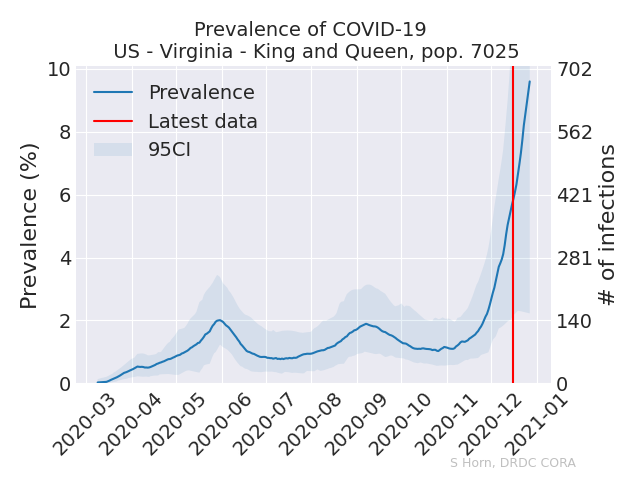 Prevalence of COVID-19
US - Virginia - King and Queen, pop. 7025
Prevalence
Latest data
95CI
Prevalence (%)
10
8
6
4
2
0
702
562
421
281
140
0
# of infections
2020-03
2020-04
2020-05
2020-06
2020-07
2020-08
2020-09
2020-10
2020-11
2020-12
2021-01
S Horn, DRDC CORA